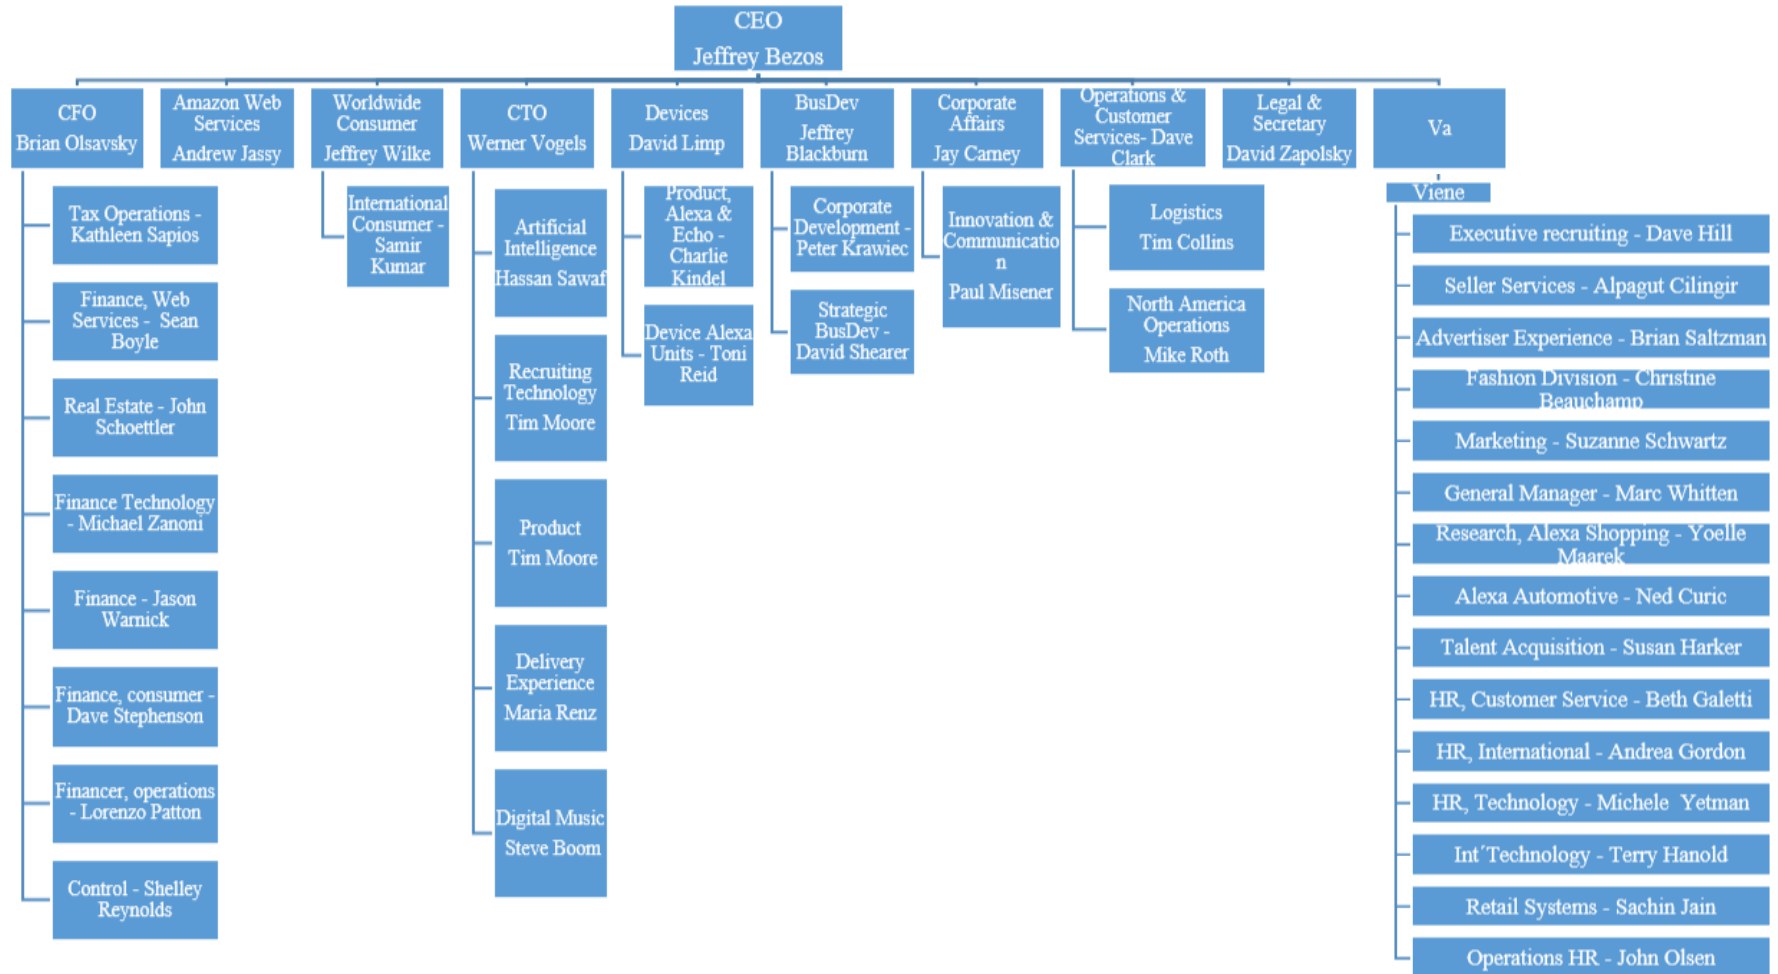 CEO
Jeffrey Bezos
CFO
Brian Olsavsky
Amazon Web
Services
Andrew Jassy
Worldwide
Consumer
Jeffrey Wilke
CTO
Werner Vogels
Devices
David Limp
BusDev
Jeffrey
Blackburn
Corporate
Affairs
Jay Carney
Operations &
Customer
Services- Dave
Clark
Legal &
Secretary
David Zapolsky
Va
Tax Operations -
Kathleen Sapios
Finance, Web
Services - Sean
Boyle
Real Estate - John
Schoettler
Finance Technology
- Michael Zanoni
Finance - Jason
Warnick
Finance, consumer -
Dave Stephenson
Financer, operations
- Lorenzo Patton
Control - Shelley
Reynolds
International
Consumer -
Samir
Kumar
Artificial
Intelligence
Hassan Sawaf
Recruiting
Technology
Tim Moore
Product
Tim Moore
Delivery
Experience
Maria Renz
Digital Music
Steve Boom
Product,
Alexa &
Echo -
Charlie
Kindel
Device Alexa
Units - Toni
Reid
Corporate
Development -
Peter Krawiec
Strategic
BusDev -
David Shearer
Innovation &
Communicatio
n
Paul Misener
Logistics
Tim Collins
North America
Operations
Mike Roth
Viene
Executive recruiting - Dave Hill
Seller Services - Alpagut Cilingir
Advertiser Experience - Brian Saltzman
Fashion Division - Christine
Beauchamp
Marketing - Suzanne Schwartz
General Manager - Marc Whitten
Research, Alexa Shopping - Yoelle
Maarek
Alexa Automotive - Ned Curic
Talent Acquisition - Susan Harker
HR, Customer Service - Beth Galetti
HR, International - Andrea Gordon
HR, Technology - Michele Yetman
Int´Technology - Terry Hanold
Retail Systems - Sachin Jain
Operations HR - John Olsen